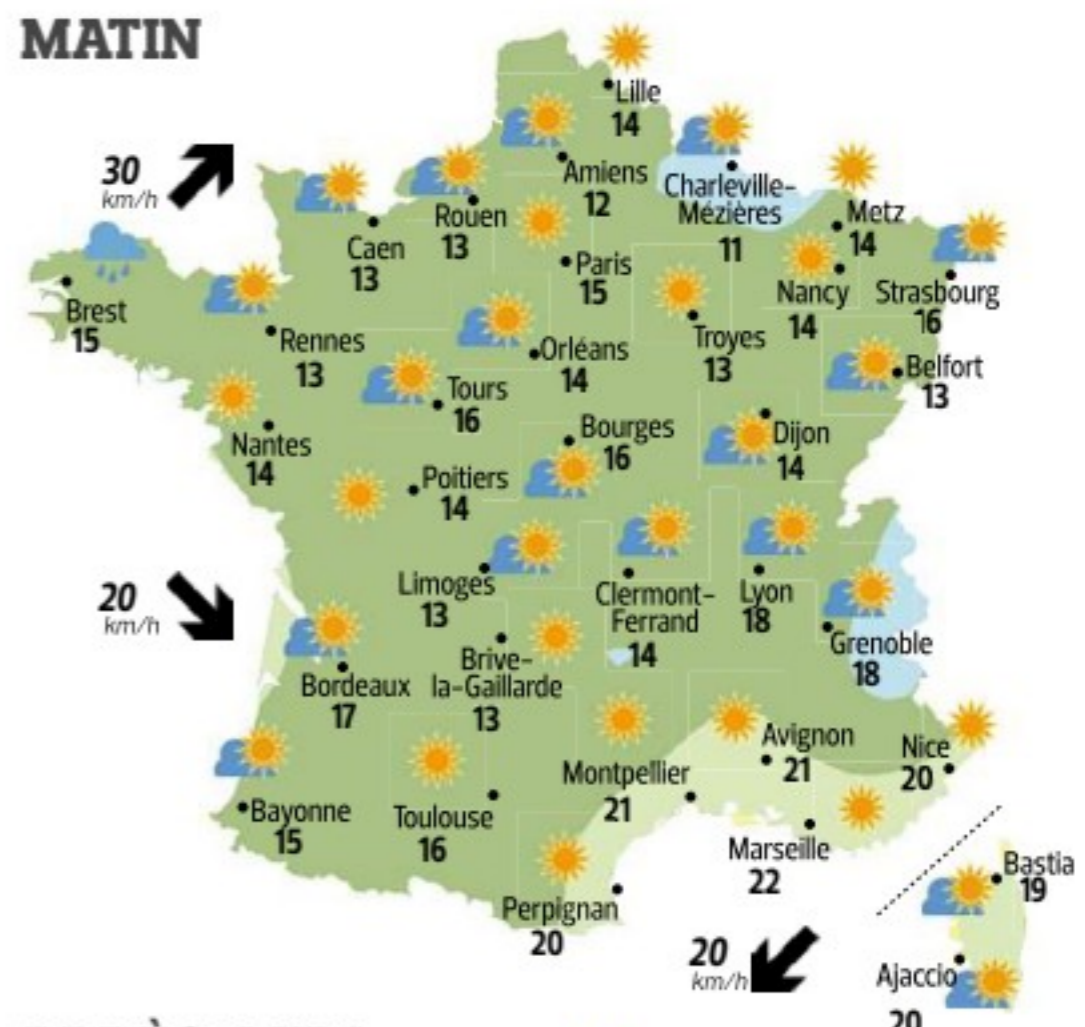 MATIN
Lille
14
30
km/h
Amiens
12
Charleville-
Mézières
11
Rouen
13
Metz
14
Caen
13
Paris
15
Nancy
14
Strasbourg
16
Brest
15
Rennes
13
Troyes
13
Orléans
14
Belfort
13
Tours
16
Nantes
14
Bourges
16
Dijon
14
Poitiers
14
20
km/h
Limoges
13
Clermont-
Ferrand
14
Lyon
18
Grenoble
18
Brive-
la-Gaillarde
13
Bordeaux
17
Avignon
21
Nice
20
Montpellier
21
Bayonne
15
Toulouse
16
Marseille
22
Bastia
19
Perpignan
20
20
km/h
Ajaccio
20